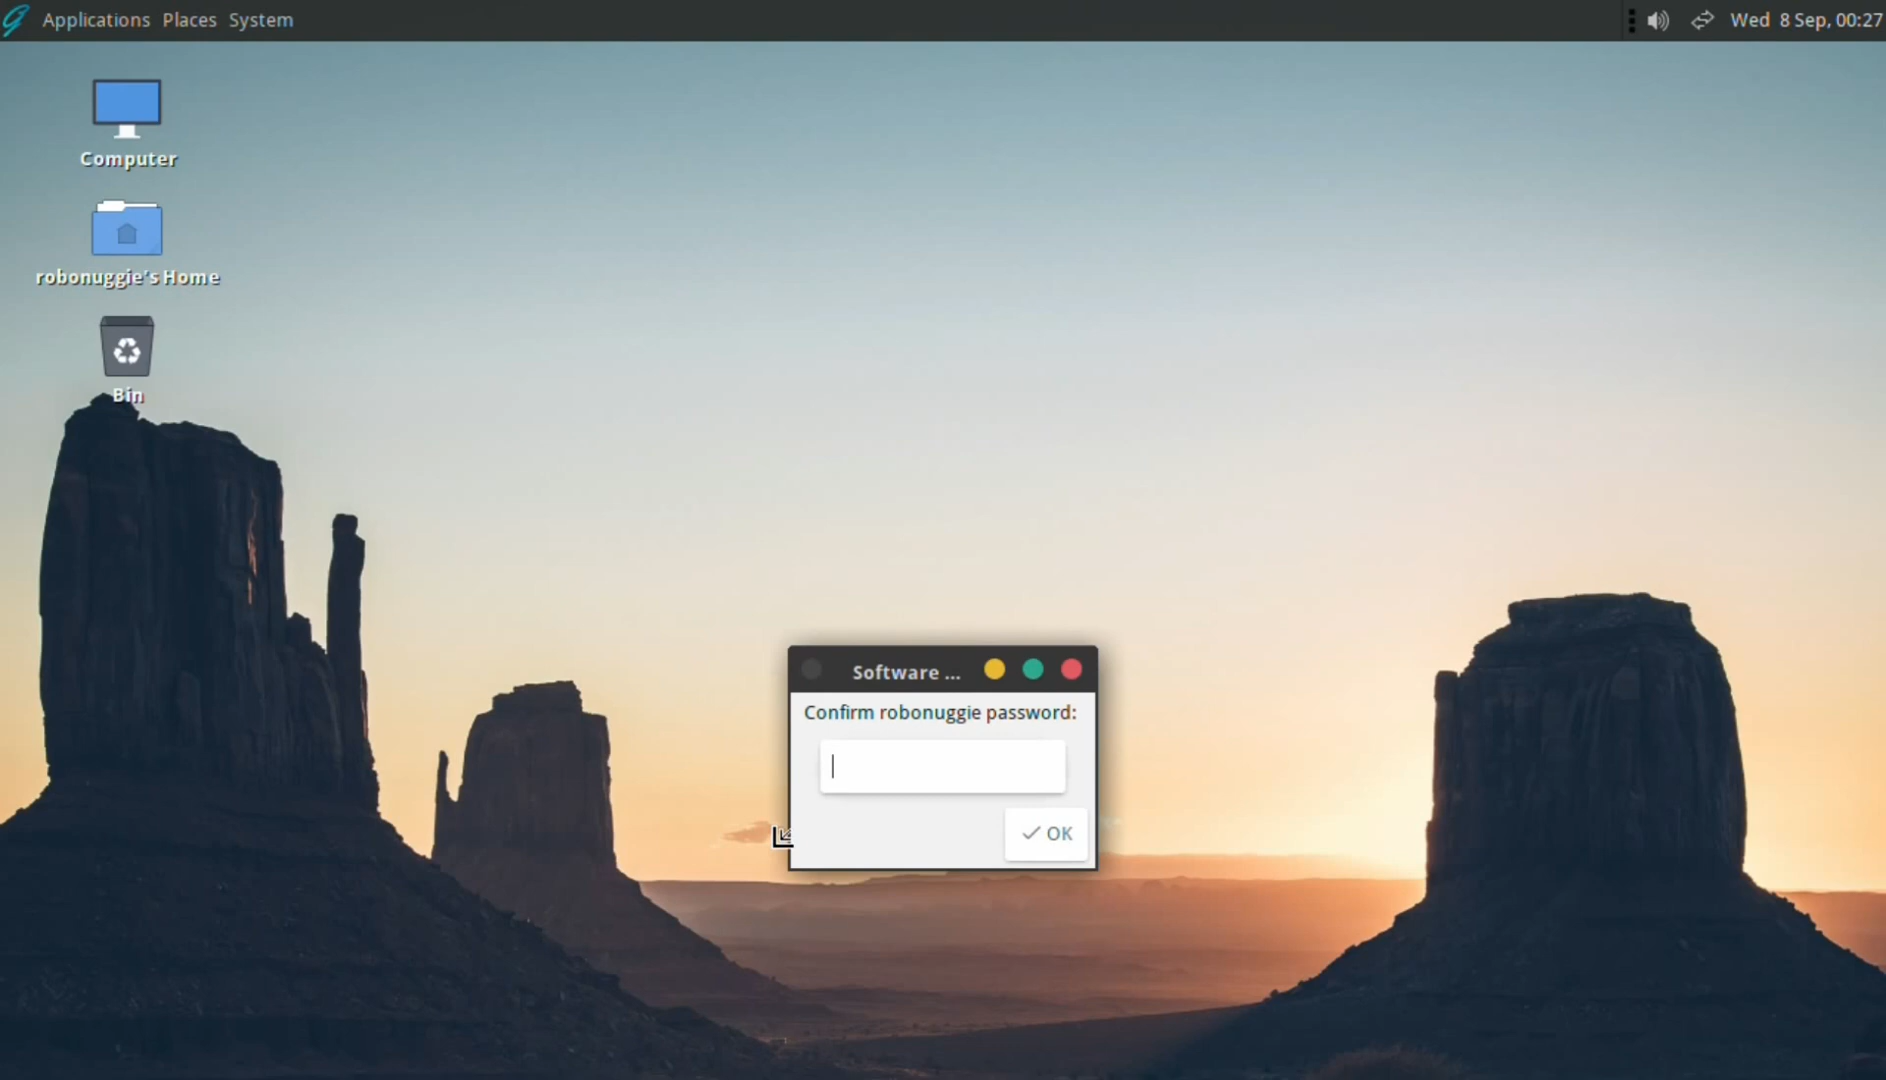 Applications Places System
Wed 8 Sep, 00:27
Computer
robonuggie's Home
Bin
Software ...
Confirm robonuggie password:
OK